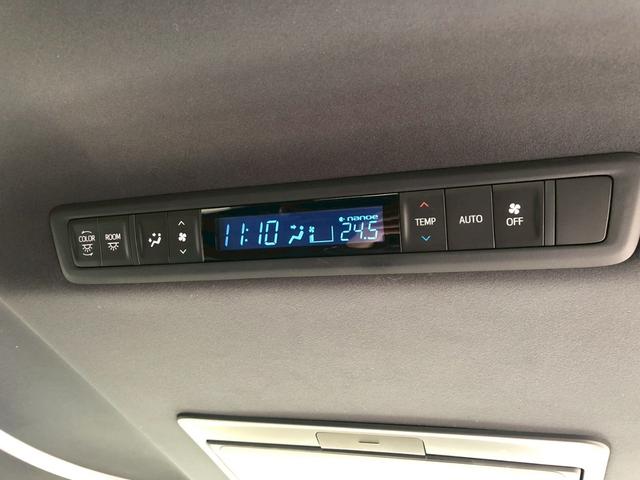 COLOR
ROOM
nanoe
11:10
24.5
TEMP
AUTO
OFF